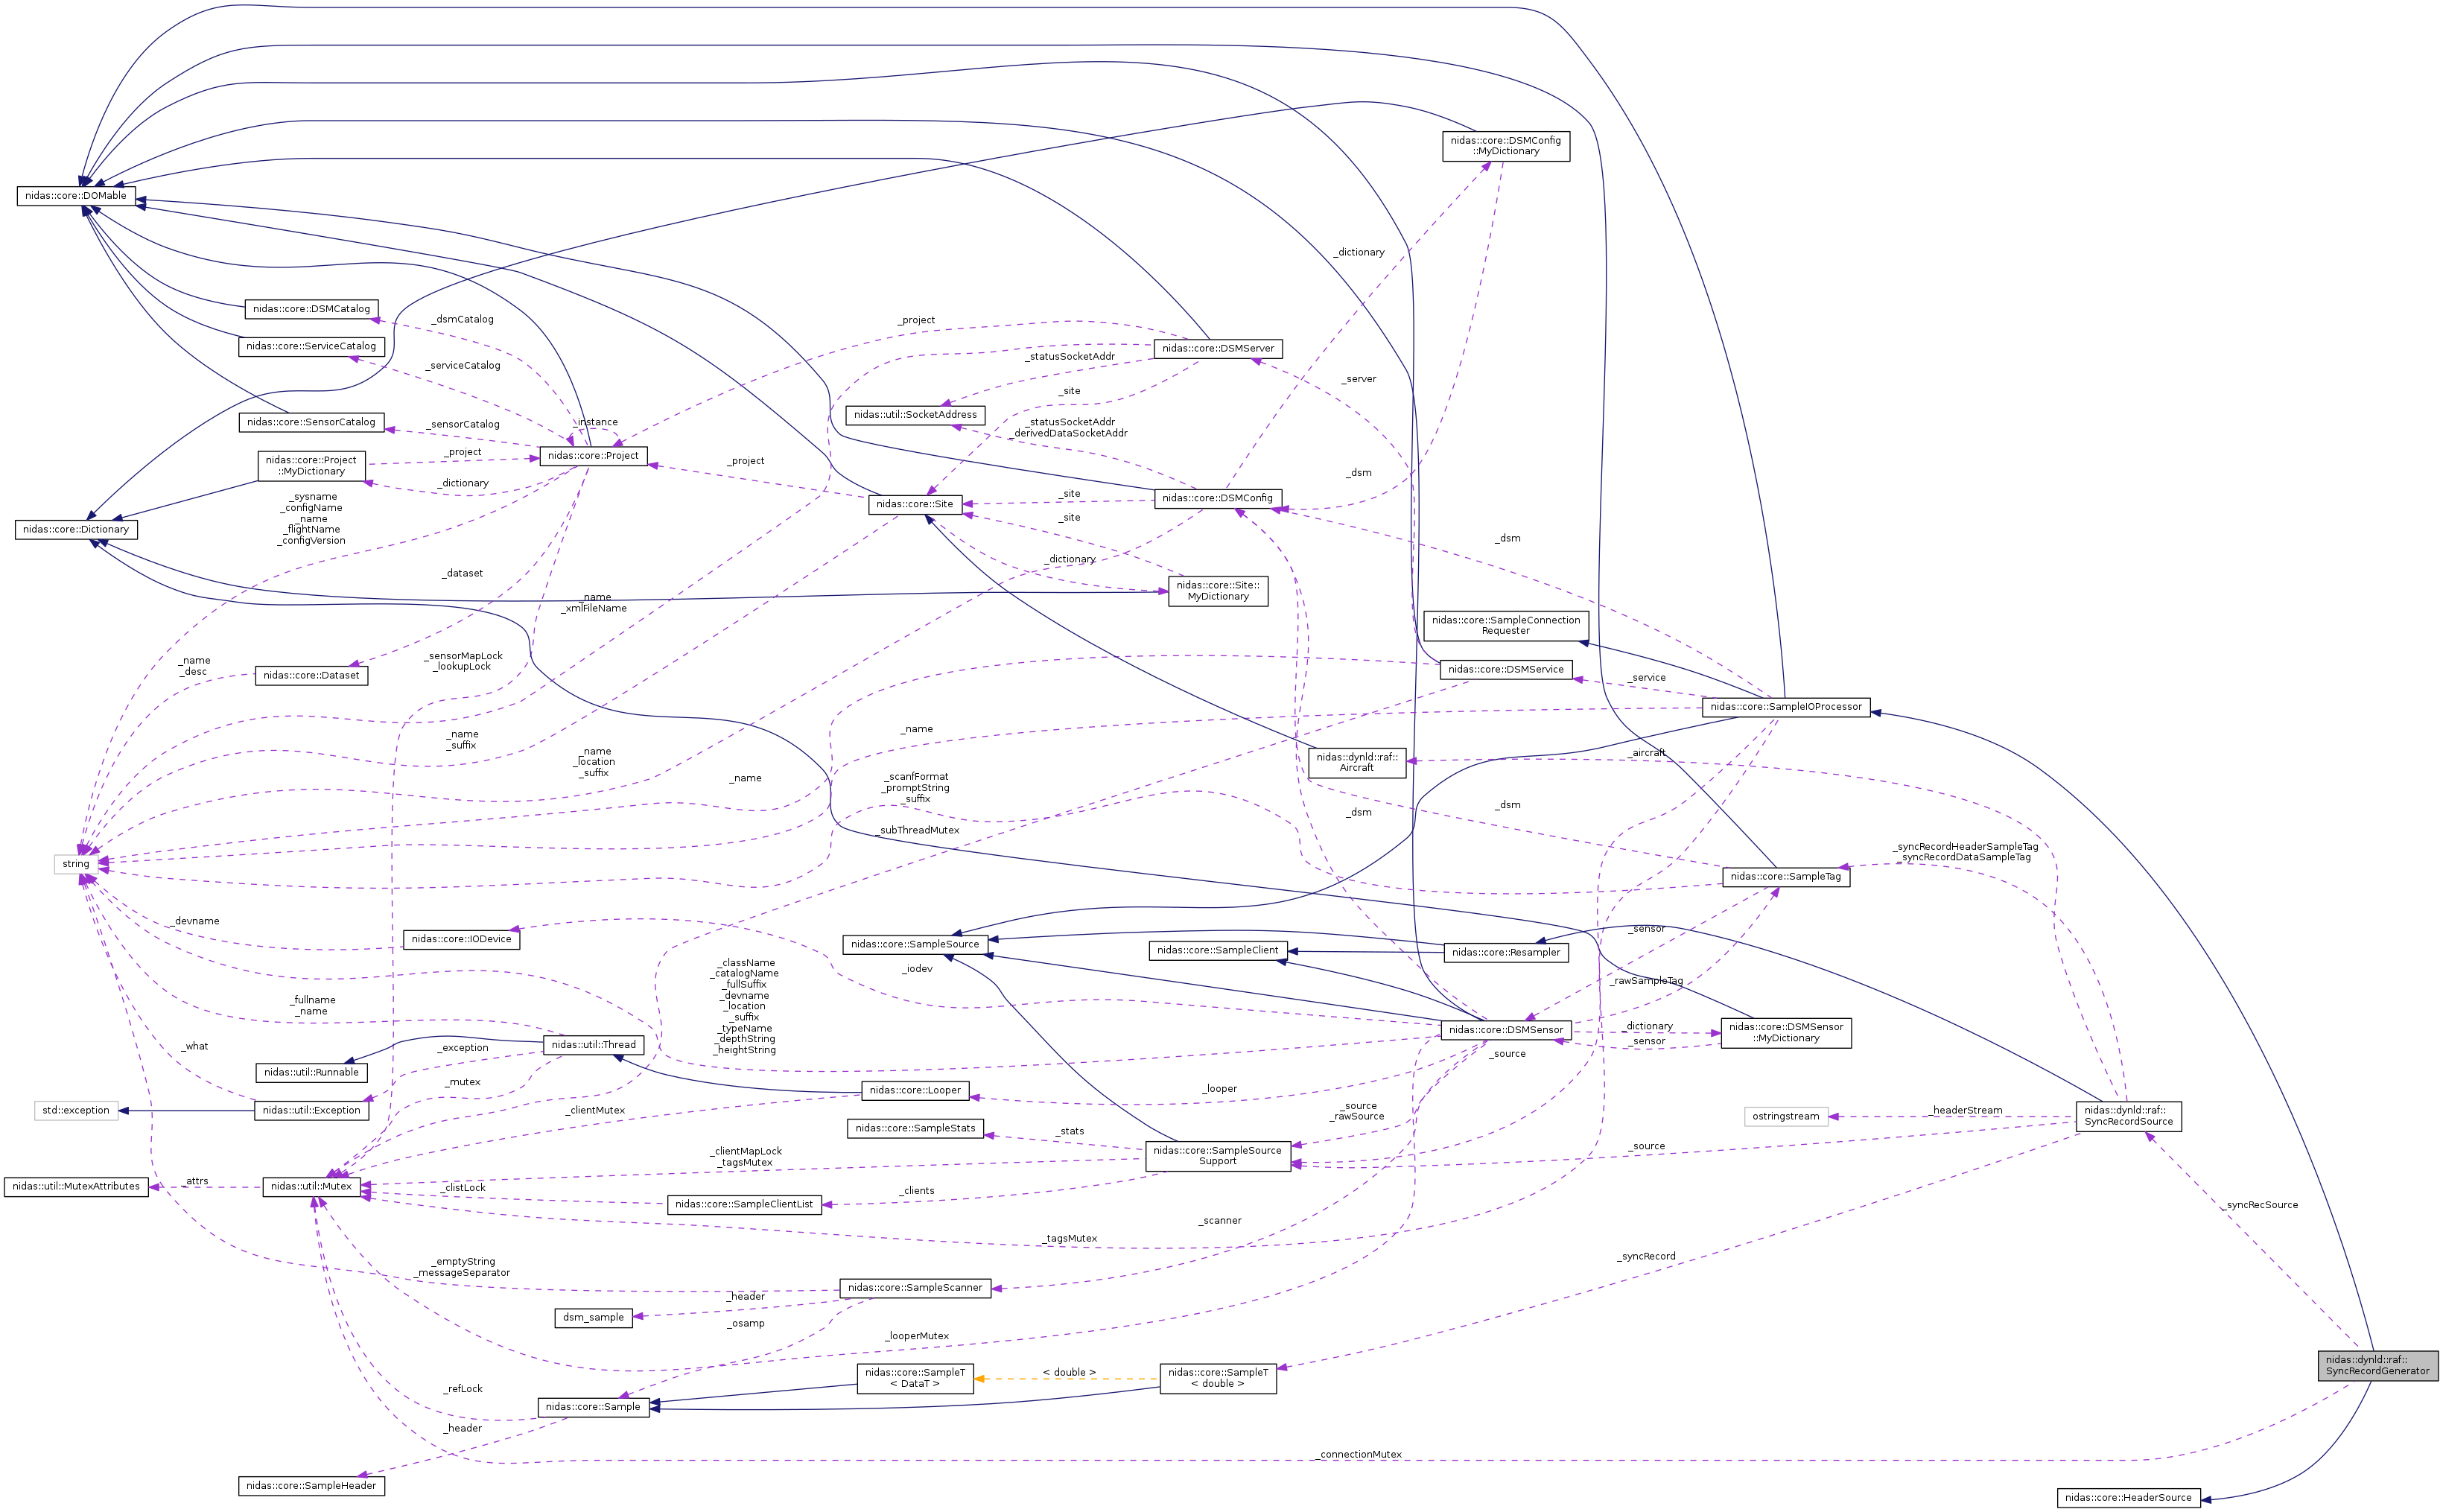 nidas::core::DSMConfig
::MyDictionary
nidas::core::DOMable
_dictionary
nidas::core::DSMCatalog
_dsmCatalog
_project
nidas::core::DSMServer
nidas::core::ServiceCatalog
_serviceCatalog
_statusSocketAddr
_server
_site
nidas::util::SocketAddress
nidas::core::SensorCatalog
_sensorCatalog
_instance
_statusSocketAddr
_derivedDataSocketAddr
nidas::core::Project
nidas::core::Project
::MyDictionary
_project
_project
_dsm
_dictionary
_site
nidas::core::DSMConfig
nidas::core::Site
_sysname
_configName
_name
_flightName
_configVersion
_site
nidas::core::Dictionary
_dsm
_dictionary
_dataset
nidas::core::Site::
MyDictionary
_name
_xmlFileName
nidas::core::SampleConnection
Requester
_name
_desc
nidas::core::Dataset
_sensorMapLock
_lookupLock
nidas::core::DSMService
_service
nidas::core::SampleIOProcessor
_name
_name
_suffix
_name
_location
_suffix
nidas::dynld::raf::
Aircraft
_aircraft
_name
_scanfFormat
_promptString
_suffix
_dsm
_dsm
_subThreadMutex
_syncRecordHeaderSampleTag
_syncRecordDataSampleTag
string
nidas::core::SampleTag
_devname
nidas::core::IODevice
nidas::core::SampleSource
nidas::core::SampleClient
nidas::core::Resampler
_sensor
_className
_catalogName
_fullSuffix
_devname
_location
_suffix
_typeName
_depthString
_heightString
_iodev
_rawSampleTag
_fullname
_name
nidas::core::DSMSensor
_dictionary
_sensor
nidas::core::DSMSensor
::MyDictionary
nidas::util::Thread
_what
_exception
_source
nidas::util::Runnable
_mutex
nidas::core::Looper
_looper
std::exception
nidas::util::Exception
_clientMutex
_source
_rawSource
ostringstream
_headerStream
nidas::dynld::raf::
SyncRecordSource
nidas::core::SampleStats
_stats
_source
nidas::core::SampleSource
Support
_clientMapLock
_tagsMutex
nidas::util::MutexAttributes
_attrs
nidas::util::Mutex
_clistLock
nidas::core::SampleClientList
_clients
_syncRecSource
_scanner
_tagsMutex
_syncRecord
_emptyString
_messageSeparator
nidas::core::SampleScanner
_header
dsm_sample
_osamp
_looperMutex
nidas::core::SampleT
< DataT >
< double >
nidas::core::SampleT
< double >
nidas::dynld::raf::
SyncRecordGenerator
_refLock
nidas::core::Sample
_header
_connectionMutex
nidas::core::SampleHeader
nidas::core::HeaderSource